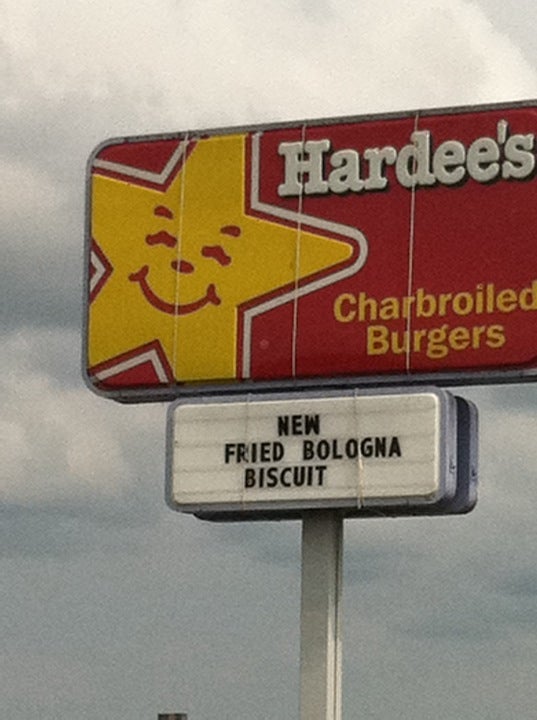 Hardee's
Charbroiled
Burgers
NEW
FRIED BOLOGNA
BISCUIT